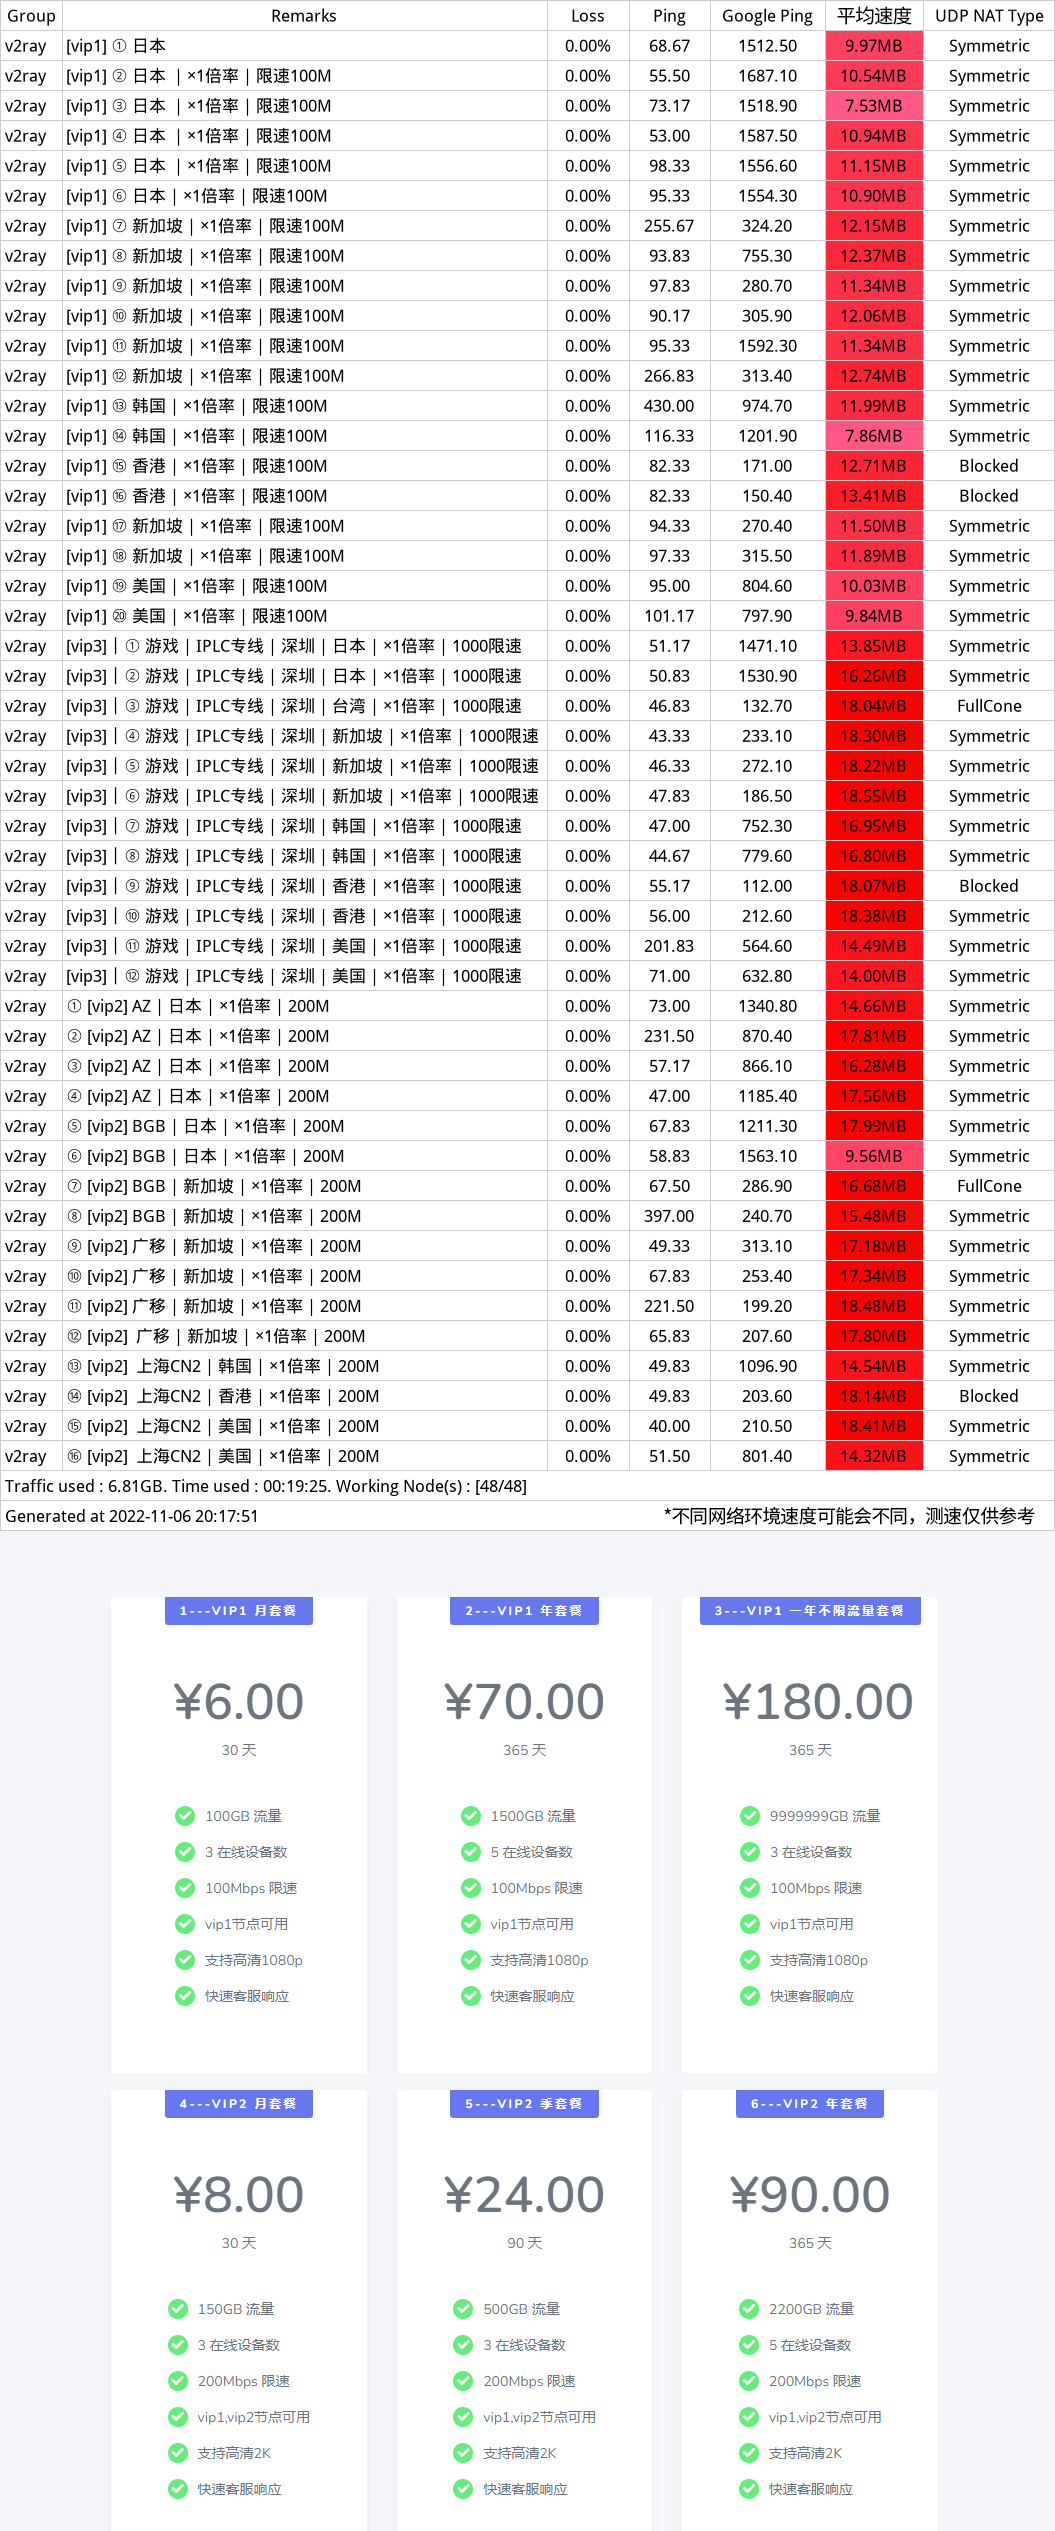 Group Remarks Loss Ping Google Ping 平均速度 UDP NAT Type
v2ray [vip1] ① 日本 0.00% 68.67 1512.50 9.97MB Symmetric
v2ray [vip1] ② 日本 | ×1倍率 | 限速100M 0.00% 55.50 1687.10 10.54MB Symmetric
v2ray [vip1] ③ 日本 | ×1倍率 | 限速100M 0.00% 73.17 1518.90 7.53MB Symmetric
v2ray [vip1] ④ 日本 | ×1倍率 | 限速100M 0.00% 53.00 1587.50 10.94MB Symmetric
v2ray [vip1] ⑤ 日本 | ×1倍率 | 限速100M 0.00% 98.33 1556.60 11.15MB Symmetric
v2ray [vip1] ⑥ 日本 | ×1倍率 | 限速100M 0.00% 95.33 1554.30 10.90MB Symmetric
v2ray [vip1] ⑦ 新加坡 | ×1倍率 | 限速100M 0.00% 255.67 324.20 12.15MB Symmetric
v2ray [vip1] ⑧ 新加坡 | ×1倍率 | 限速100M 0.00% 93.83 755.30 12.37MB Symmetric
v2ray [vip1] ⑨ 新加坡 | ×1倍率 | 限速100M 0.00% 97.83 280.70 11.34MB Symmetric
v2ray [vip1] ⑩ 新加坡 | ×1倍率 | 限速100M 0.00% 90.17 305.90 12.06MB Symmetric
v2ray [vip1] ⑪ 新加坡 | ×1倍率 | 限速100M 0.00% 95.33 1592.30 11.34MB Symmetric
v2ray [vip1] ⑫ 新加坡 | ×1倍率 | 限速100M 0.00% 266.83 313.40 12.74MB Symmetric
v2ray [vip1] ⑬ 韩国 | ×1倍率 | 限速100M 0.00% 430.00 974.70 11.99MB Symmetric
v2ray [vip1] ⑭ 韩国 | ×1倍率 | 限速100M 0.00% 116.33 1201.90 7.86MB Symmetric
v2ray [vip1] ⑮ 香港 | ×1倍率 | 限速100M 0.00% 82.33 171.00 12.71MB Blocked
v2ray [vip1] ⑯ 香港 | ×1倍率 | 限速100M 0.00% 82.33 150.40 13.41MB Blocked
v2ray [vip1] ⑰ 新加坡 | ×1倍率 | 限速100M 0.00% 94.33 270.40 11.50MB Symmetric
v2ray [vip1] ⑱ 新加坡 | ×1倍率 | 限速100M 0.00% 97.33 315.50 11.89MB Symmetric
v2ray [vip1] ⑲ 美国 | ×1倍率 | 限速100M 0.00% 95.00 804.60 10.03MB Symmetric
v2ray [vip1] ⑳ 美国 | ×1倍率 | 限速100M 0.00% 101.17 797.90 9.84MB Symmetric
v2ray [vip3] | ① 游戏 | IPLC专线 | 深圳 | 日本 | ×1倍率 | 1000限速 0.00% 51.17 1471.10 13.85MB Symmetric
v2ray [vip3] | ② 游戏 | IPLC专线 | 深圳 | 日本 | ×1倍率 | 1000限速 0.00% 50.83 1530.90 16.26MB Symmetric
v2ray [vip3] | ③ 游戏 | IPLC专线 | 深圳 | 台湾 | ×1倍率 | 1000限速 0.00% 46.83 132.70 18.04MB FullCone
v2ray [vip3] | ④ 游戏 | IPLC专线 | 深圳 | 新加坡 | ×1倍率 | 1000限速 0.00% 43.33 233.10 18.30MB Symmetric
v2ray [vip3] | ⑤ 游戏 | IPLC专线 | 深圳 | 新加坡 | ×1倍率 | 1000限速 0.00% 46.33 272.10 18.22MB Symmetric
v2ray [vip3] | ⑥ 游戏 | IPLC专线 | 深圳 | 新加坡 | ×1倍率 | 1000限速 0.00% 47.83 186.50 18.55MB Symmetric
v2ray [vip3] | ⑦ 游戏 | IPLC专线 | 深圳 | 韩国 | ×1倍率 | 1000限速 0.00% 47.00 752.30 16.95MB Symmetric
v2ray [vip3] | ⑧ 游戏 | IPLC专线 | 深圳 | 韩国 | ×1倍率 | 1000限速 0.00% 44.67 779.60 16.80MB Symmetric
v2ray [vip3] | ⑨ 游戏 | IPLC专线 | 深圳 | 香港 | ×1倍率 | 1000限速 0.00% 55.17 112.00 18.07MB Blocked
v2ray [vip3] | ⑩ 游戏 | IPLC专线 | 深圳 | 香港 | ×1倍率 | 1000限速 0.00% 56.00 212.60 18.38MB Symmetric
v2ray [vip3] | ⑪ 游戏 | IPLC专线 | 深圳 | 美国 | ×1倍率 | 1000限速 0.00% 201.83 564.60 14.49MB Symmetric
v2ray [vip3] | ⑫ 游戏 | IPLC专线 | 深圳 | 美国 | ×1倍率 | 1000限速 0.00% 71.00 632.80 14.00MB Symmetric
v2ray ① [vip2] AZ | 日本 | ×1倍率 | 200M 0.00% 73.00 1340.80 14.66MB Symmetric
v2ray ② [vip2] AZ | 日本 | ×1倍率 | 200M 0.00% 231.50 870.40 17.81MB Symmetric
v2ray ③ [vip2] AZ | 日本 | ×1倍率 | 200M 0.00% 57.17 866.10 16.28MB Symmetric
v2ray ④ [vip2] AZ | 日本 | ×1倍率 | 200M 0.00% 47.00 1185.40 17.56MB Symmetric
v2ray ⑤ [vip2] BGB | 日本 | ×1倍率 | 200M 0.00% 67.83 1211.30 17.99MB Symmetric
v2ray ⑥ [vip2] BGB | 日本 | ×1倍率 | 200M 0.00% 58.83 1563.10 9.56MB Symmetric
v2ray ⑦ [vip2] BGB | 新加坡 | ×1倍率 | 200M 0.00% 67.50 286.90 16.68MB FullCone
v2ray ⑧ [vip2] BGB | 新加坡 | ×1倍率 | 200M 0.00% 397.00 240.70 15.48MB Symmetric
v2ray ⑨ [vip2] 广移 | 新加坡 | ×1倍率 | 200M 0.00% 49.33 313.10 17.18MB Symmetric
v2ray ⑩ [vip2] 广移 | 新加坡 | ×1倍率 | 200M 0.00% 67.83 253.40 17.34MB Symmetric
v2ray ⑪ [vip2] 广移 | 新加坡 | ×1倍率 | 200M 0.00% 221.50 199.20 18.48MB Symmetric
v2ray ⑫ [vip2] 广移 | 新加坡 | ×1倍率 | 200M 0.00% 65.83 207.60 17.80MB Symmetric
v2ray ⑬ [vip2] 上海CN2 | 韩国 | ×1倍率 | 200M 0.00% 49.83 1096.90 14.54MB Symmetric
v2ray ⑭ [vip2] 上海CN2 | 香港 | ×1倍率 | 200M 0.00% 49.83 203.60 18.14MB Blocked
v2ray ⑮ [vip2] 上海CN2 | 美国 | ×1倍率 | 200M 0.00% 40.00 210.50 18.41MB Symmetric
v2ray ⑯ [vip2] 上海CN2 | 美国 | ×1倍率 | 200M 0.00% 51.50 801.40 14.32MB Symmetric
Traffic used : 6.81GB. Time used : 00:19:25. Working Node(s) : [48/48]
Generated at 2022-11-06 20:17:51 *不同网络环境速度可能会不同，测速仅供参考
1---VIP1 月套餐
¥6.00
30 天
100GB 流量
3 在线设备数
100Mbps 限速
vip1节点可用
支持高清1080p
快速客服响应
2---VIP1 年套餐
¥70.00
365 天
1500GB 流量
5 在线设备数
100Mbps 限速
vip1节点可用
支持高清1080p
快速客服响应
3---VIP1 一年不限流量套餐
¥180.00
365 天
9999999GB 流量
3 在线设备数
100Mbps 限速
vip1节点可用
支持高清1080p
快速客服响应
4---VIP2 月套餐
¥8.00
30 天
150GB 流量
3 在线设备数
200Mbps 限速
vip1,vip2节点可用
支持高清2K
快速客服响应
5---VIP2 季套餐
¥24.00
90 天
500GB 流量
3 在线设备数
200Mbps 限速
vip1,vip2节点可用
支持高清2K
快速客服响应
6---VIP2 年套餐
¥90.00
365 天
2200GB 流量
5 在线设备数
200Mbps 限速
vip1,vip2节点可用
支持高清2K
快速客服响应